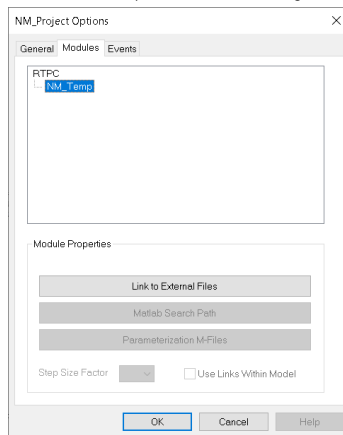 NM_Project Options
General Modules Events
RTPC
NM_Temp
Module Properties
Link to External Files
Matlab Search Path
Parameterization M-Files
Step Size Factor Use Links Within Model
OK Cancel Help